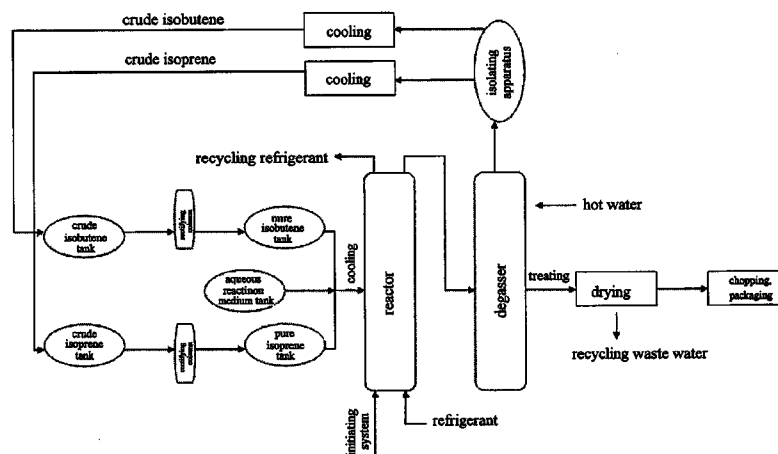 crude isobutene
cooling
crude isoprene
cooling
isolating
apparatus
recycling refrigerant
hot water
crude
isobutene
tank
isobutene
tank
aqueous
reactinon
medium tank
cooling
reactor
degasser
treating
drying
chopping,
packaging
crude
isoprene
tank
pure
isoprene
tank
recycling waste water
initiating
system
refrigerant